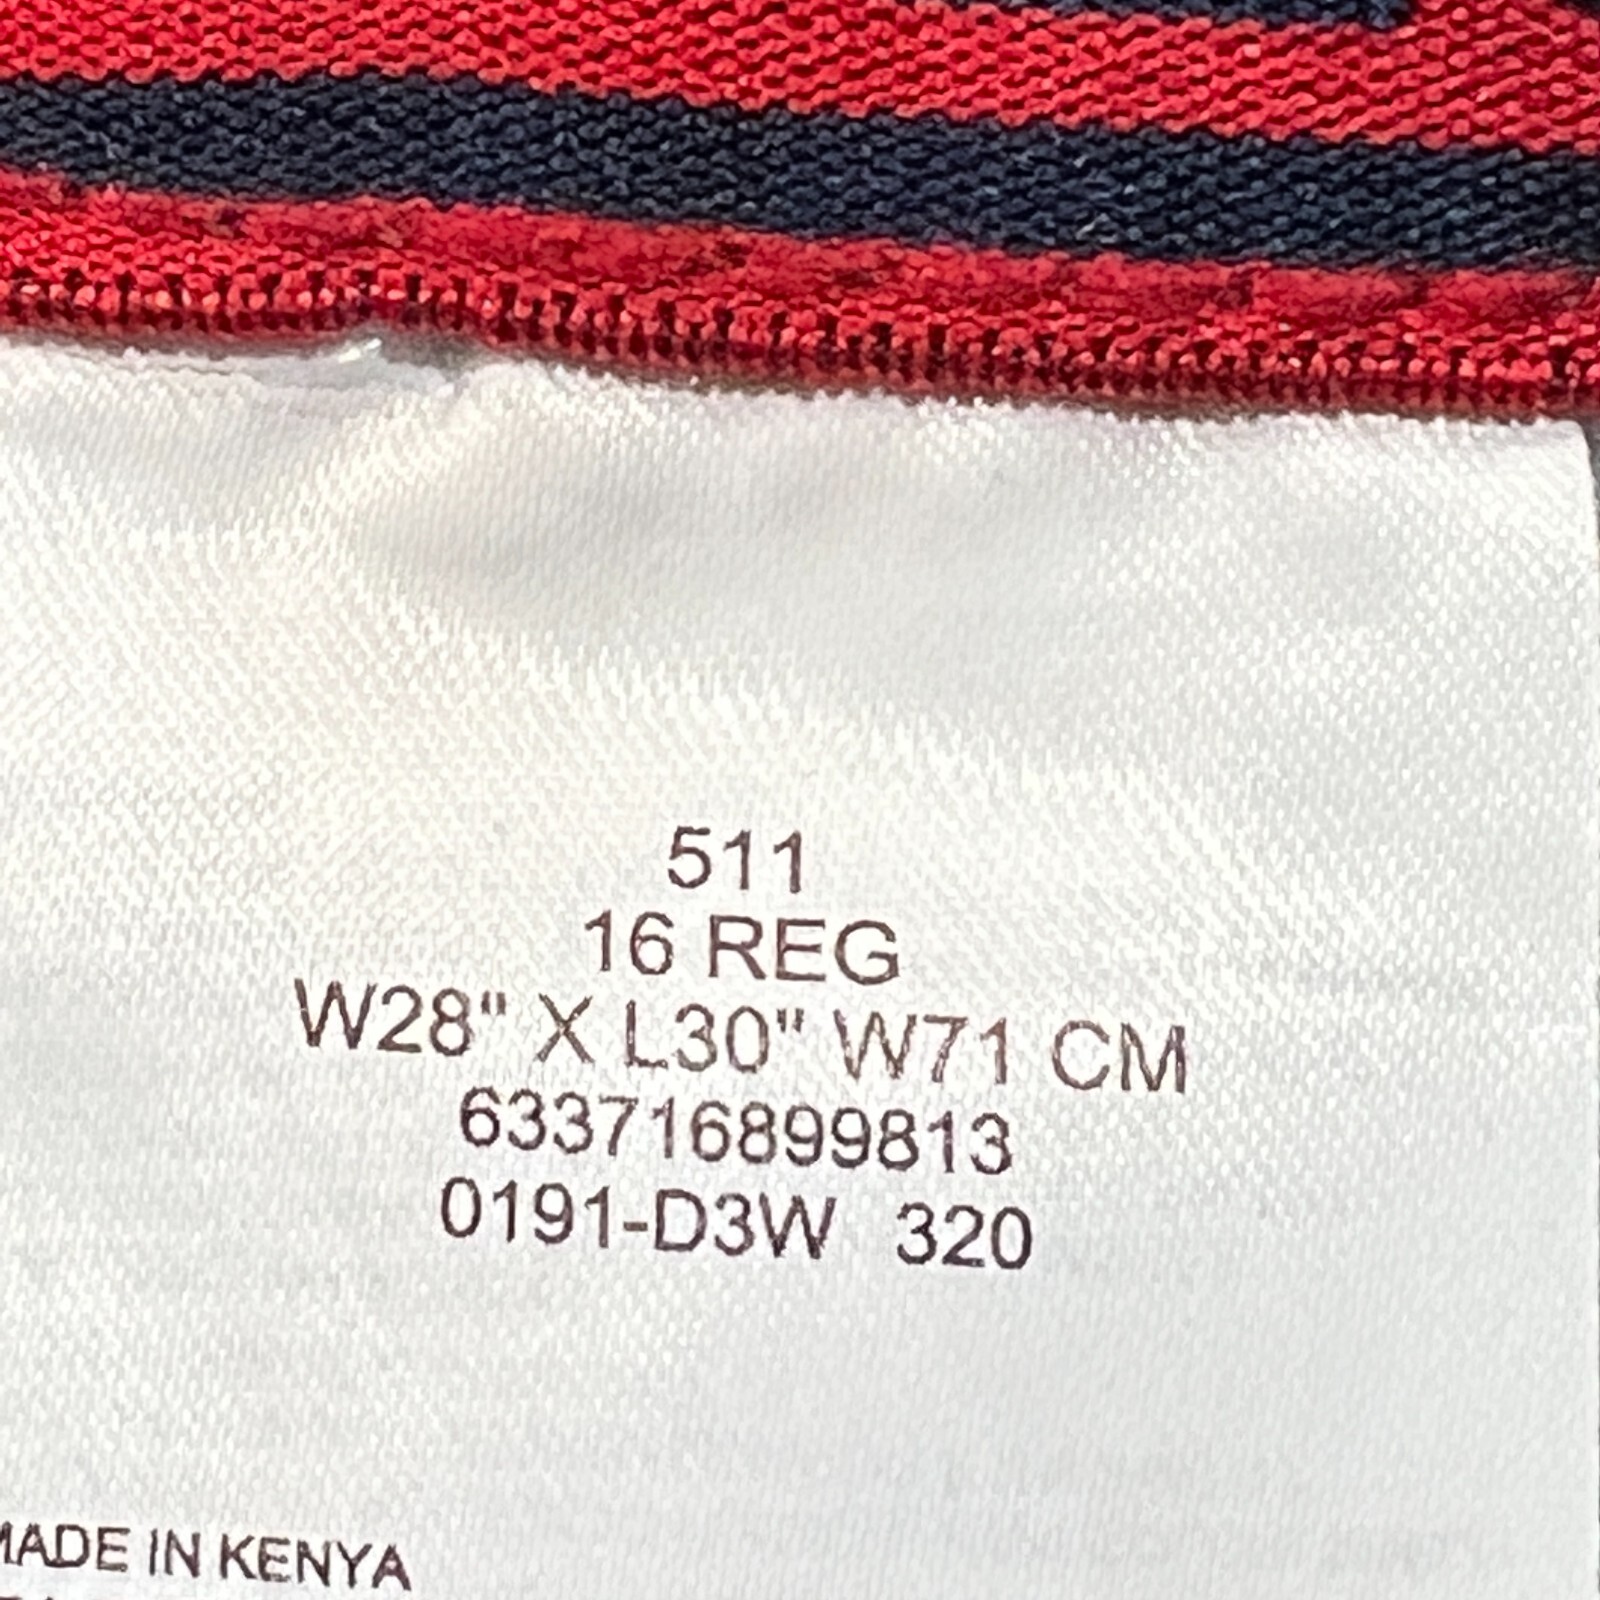 511
16 REG
W28" X L30" W71 CM
633716899813
0191-D3W 320
MADE IN KENYA